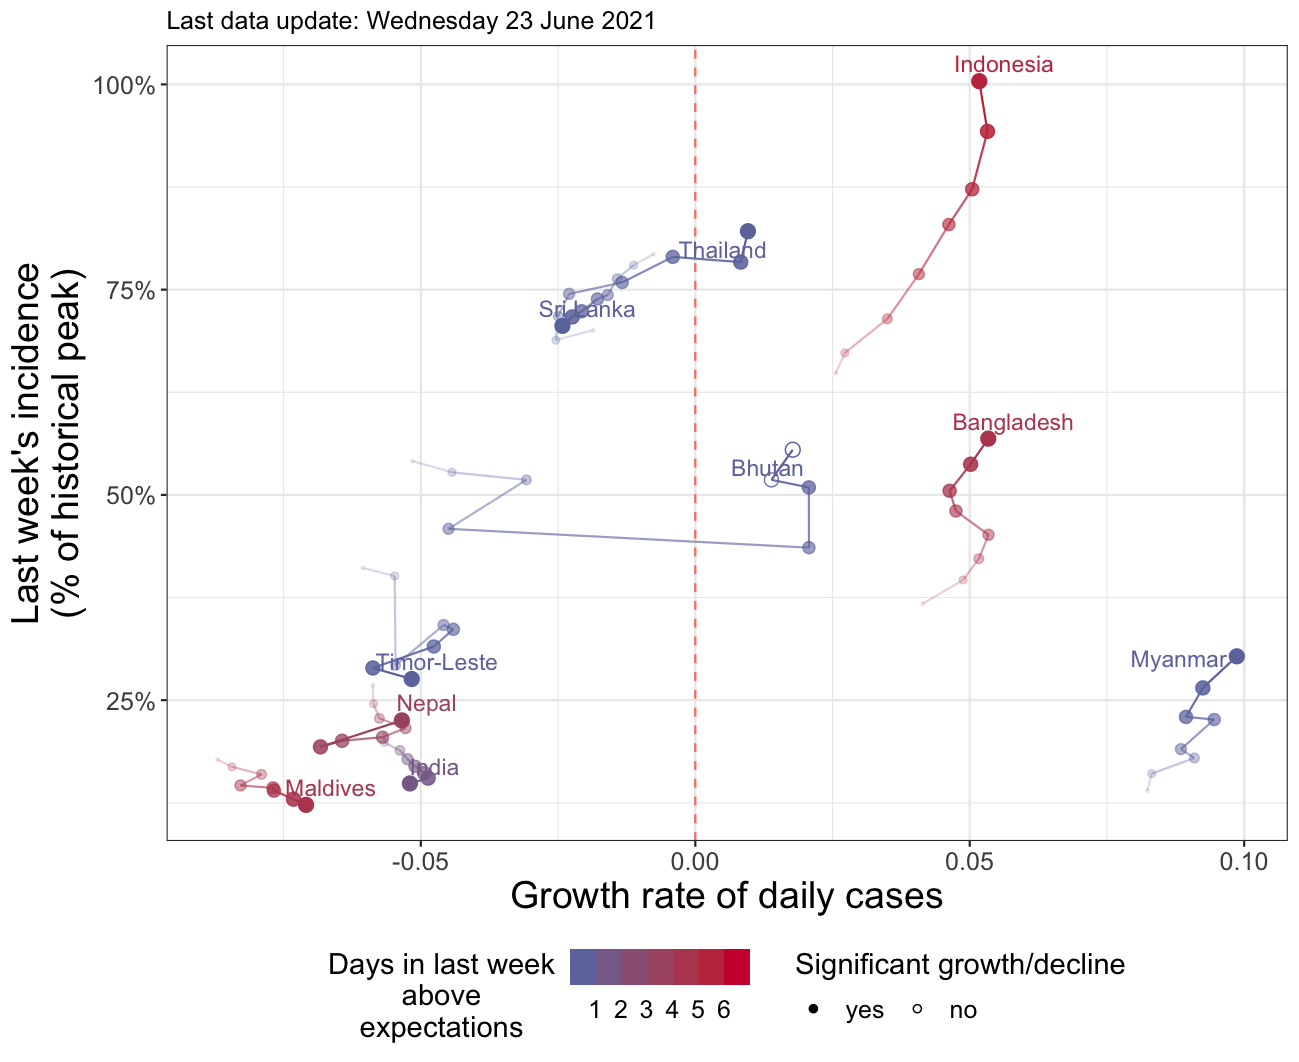 Last data update: Wednesday 23 June 2021
100%
75%
50%
25%
Last week's incidence
(% of historical peak)
Indonesia
Thailand
Sri Lanka
Bangladesh
Bhutan
Timor-Leste
Myanmar
Nepal
India
Maldives
-0.05 0.00 0.05 0.10
Growth rate of daily cases
Days in last week
above
expectations
1 2 3 4 5 6
Significant growth/decline
yes no